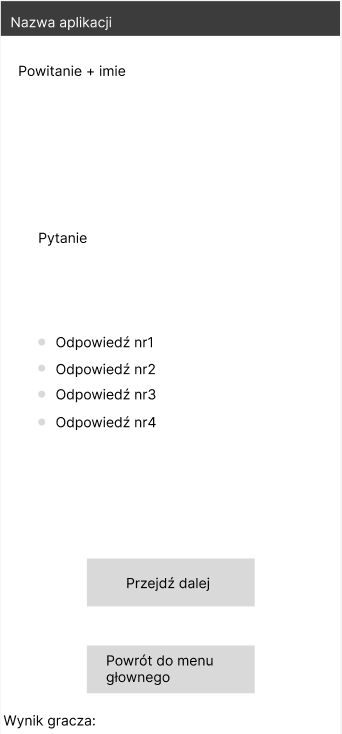 Nazwa aplikacji
Powitanie + imie
Pytanie
Odpowiedź nr1
Odpowiedź nr2
Odpowiedź nr3
Odpowiedź nr4
Przejdź dalej
Powrót do menu
głownego
Wynik gracza: